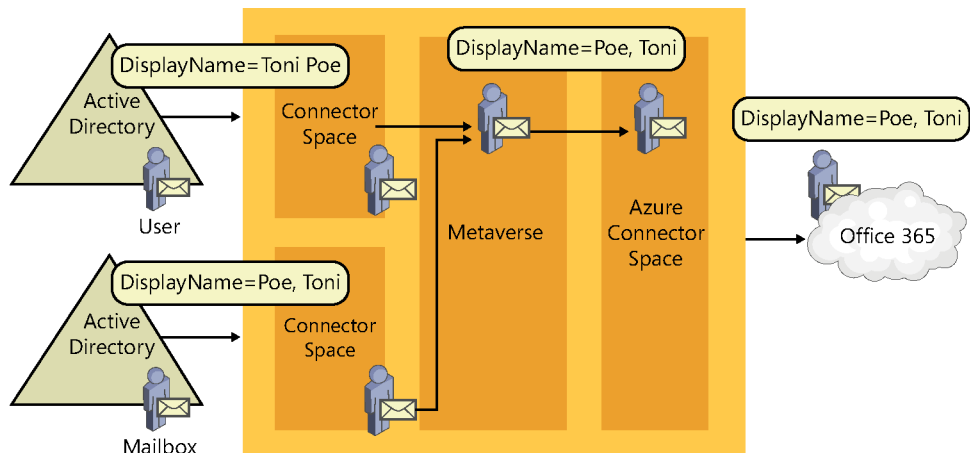 DisplayName=Toni Poe
Active
Directory
User
Connector
Space
DisplayName=Poe, Toni
Metaverse
Azure
Connector
Space
DisplayName=Poe, Toni
Office 365
DisplayName=Poe, Toni
Active
Directory
Mailbox
Connector
Space